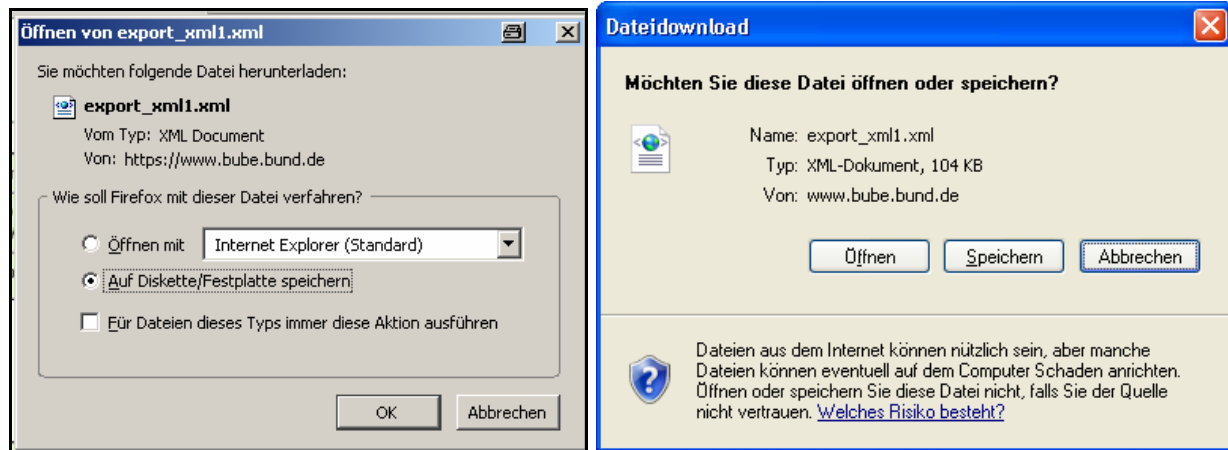 Öffnen von export_xml1.xml
Sie möchten folgende Datei herunterladen:
export_xml1.xml
Vom Typ: XML Document
Von: https://www.bube.bund.de
Wie soll Firefox mit dieser Datei verfahren?
Öffnen mit Internet Explorer (Standard)
Auf Diskette/Festplatte speichern
Für Dateien dieses Typs immer diese Aktion ausführen
OK Abbrechen
Dateidownload
Möchten Sie diese Datei öffnen oder speichern?
Name: export_xml1.xml
Typ: XML-Dokument, 104 KB
Von: www.bube.bund.de
Öffnen Speichern Abbrechen
Dateien aus dem Internet können nützlich sein, aber manche
Dateien können eventuell auf dem Computer Schaden anrichten.
Öffnen oder speichern Sie diese Datei nicht, falls Sie der Quelle
nicht vertrauen. Welches Risiko besteht?